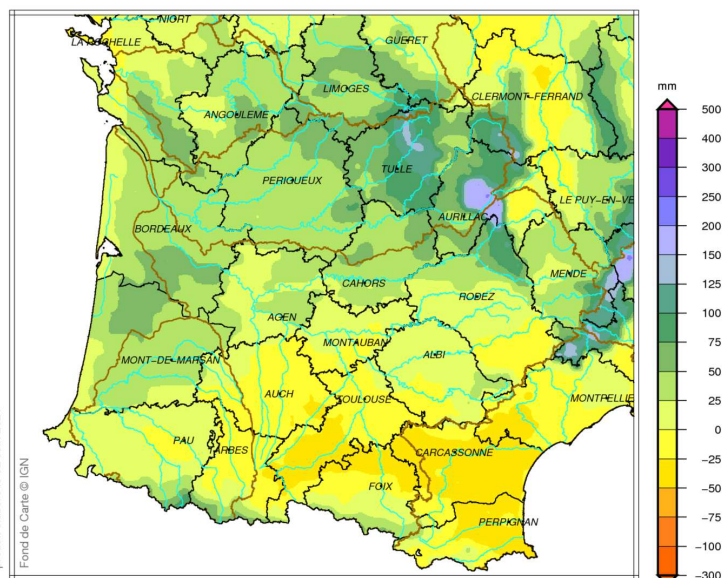 NIORT
LA ROCHELLE
GUERET
LIMOGES
CLERMONT-FERRAND
ANGOULEME
TULLE
PERIGUEUX
LE PUY-EN-VE
AURILLAC
BORDEAUX
MENDE
CAHORS
RODEZ
AGEN
MONTAUBAN
ALBI
MONT-DE-MARSAN
AUCH
TOULOUSE
MONTPELLIE
PAU
TARBES
CARCASSONNE
FOIX
PERPIGNAN
Fond de Carte © IGN
mm
500
400
300
250
200
150
125
100
75
50
25
0
-25
-50
-75
-100
-300